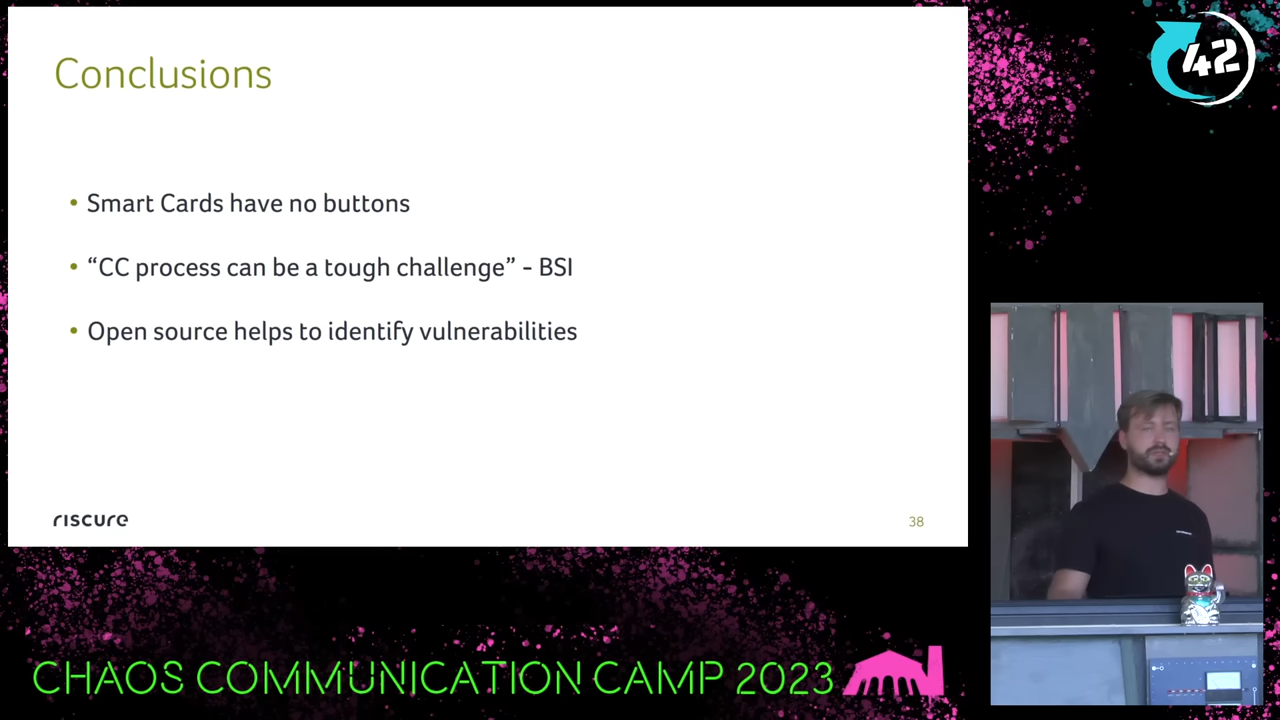 Conclusions
• Smart Cards have no buttons
• “CC process can be a tough challenge” - BSI
• Open source helps to identify vulnerabilities
riscure
38
42
CHAOS COMMUNICATION CAMP 2023